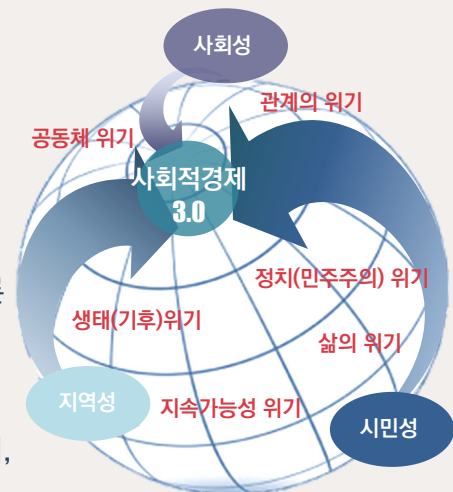 사회성
관계의 위기
공동체 위기
사회적경제
3.0
정치(민주주의) 위기
생태(기후)위기
삶의 위기
지역성
지속가능성 위기
시민성